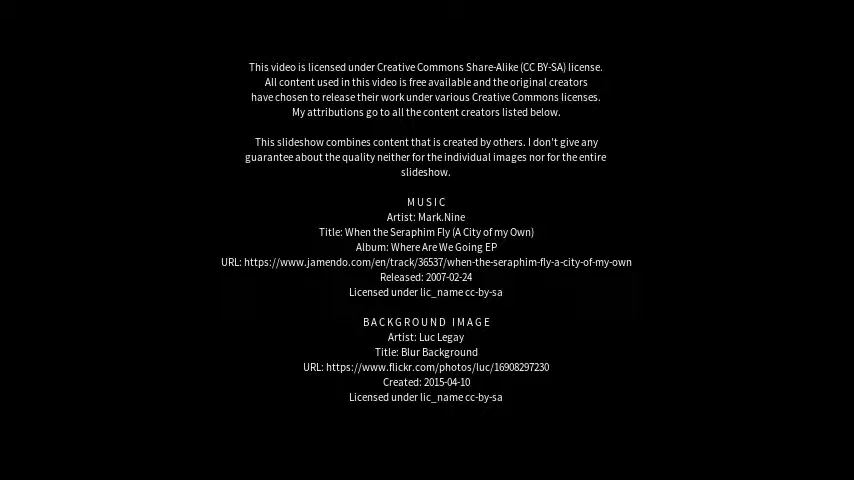 This video is licensed under Creative Commons Share-Alike (CC BY-SA) license.
All content used in this video is free available and the original creators
have chosen to release their work under various Creative Commons licenses.
My attributions go to all the content creators listed below.
This slideshow combines content that is created by others. I don't give any
guarantee about the quality neither for the individual images nor for the entire
slideshow.
MUSIC
Artist: Mark.Nine
Title: When the Seraphim Fly (A City of my Own)
Album: Where Are We Going EP
URL: https://www.jamendo.com/en/track/36537/when-the-seraphim-fly-a-city-of-my-own
Released: 2007-02-24
Licensed under lic_name cc-by-sa
BACKGROUND IMAGE
Artist: Luc Legay
Title: Blur Background
URL: https://www.flickr.com/photos/luc/16908297230
Created: 2015-04-10
Licensed under lic_name cc-by-sa